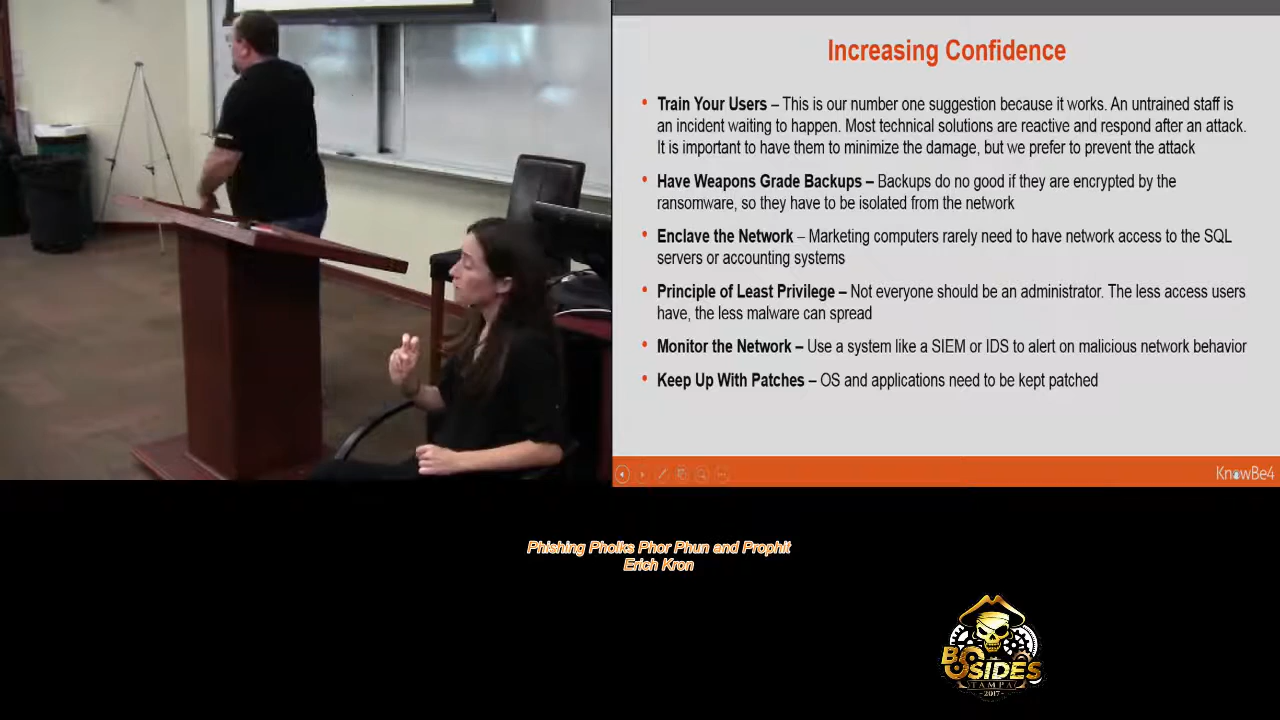 Increasing Confidence
• Train Your Users – This is our number one suggestion because it works. An untrained staff is
an incident waiting to happen. Most technical solutions are reactive and respond after an attack.
It is important to have them to minimize the damage, but we prefer to prevent the attack
• Have Weapons Grade Backups – Backups do no good if they are encrypted by the
ransomware, so they have to be isolated from the network
• Enclave the Network – Marketing computers rarely need to have network access to the SQL
servers or accounting systems
• Principle of Least Privilege – Not everyone should be an administrator. The less access users
have, the less malware can spread
• Monitor the Network – Use a system like a SIEM or IDS to alert on malicious network behavior
• Keep Up With Patches – OS and applications need to be kept patched
KnowBe4
Phishing Pholks Phor Phun and Prophit
Erich Kron
BSIDES
TAMPA
2017